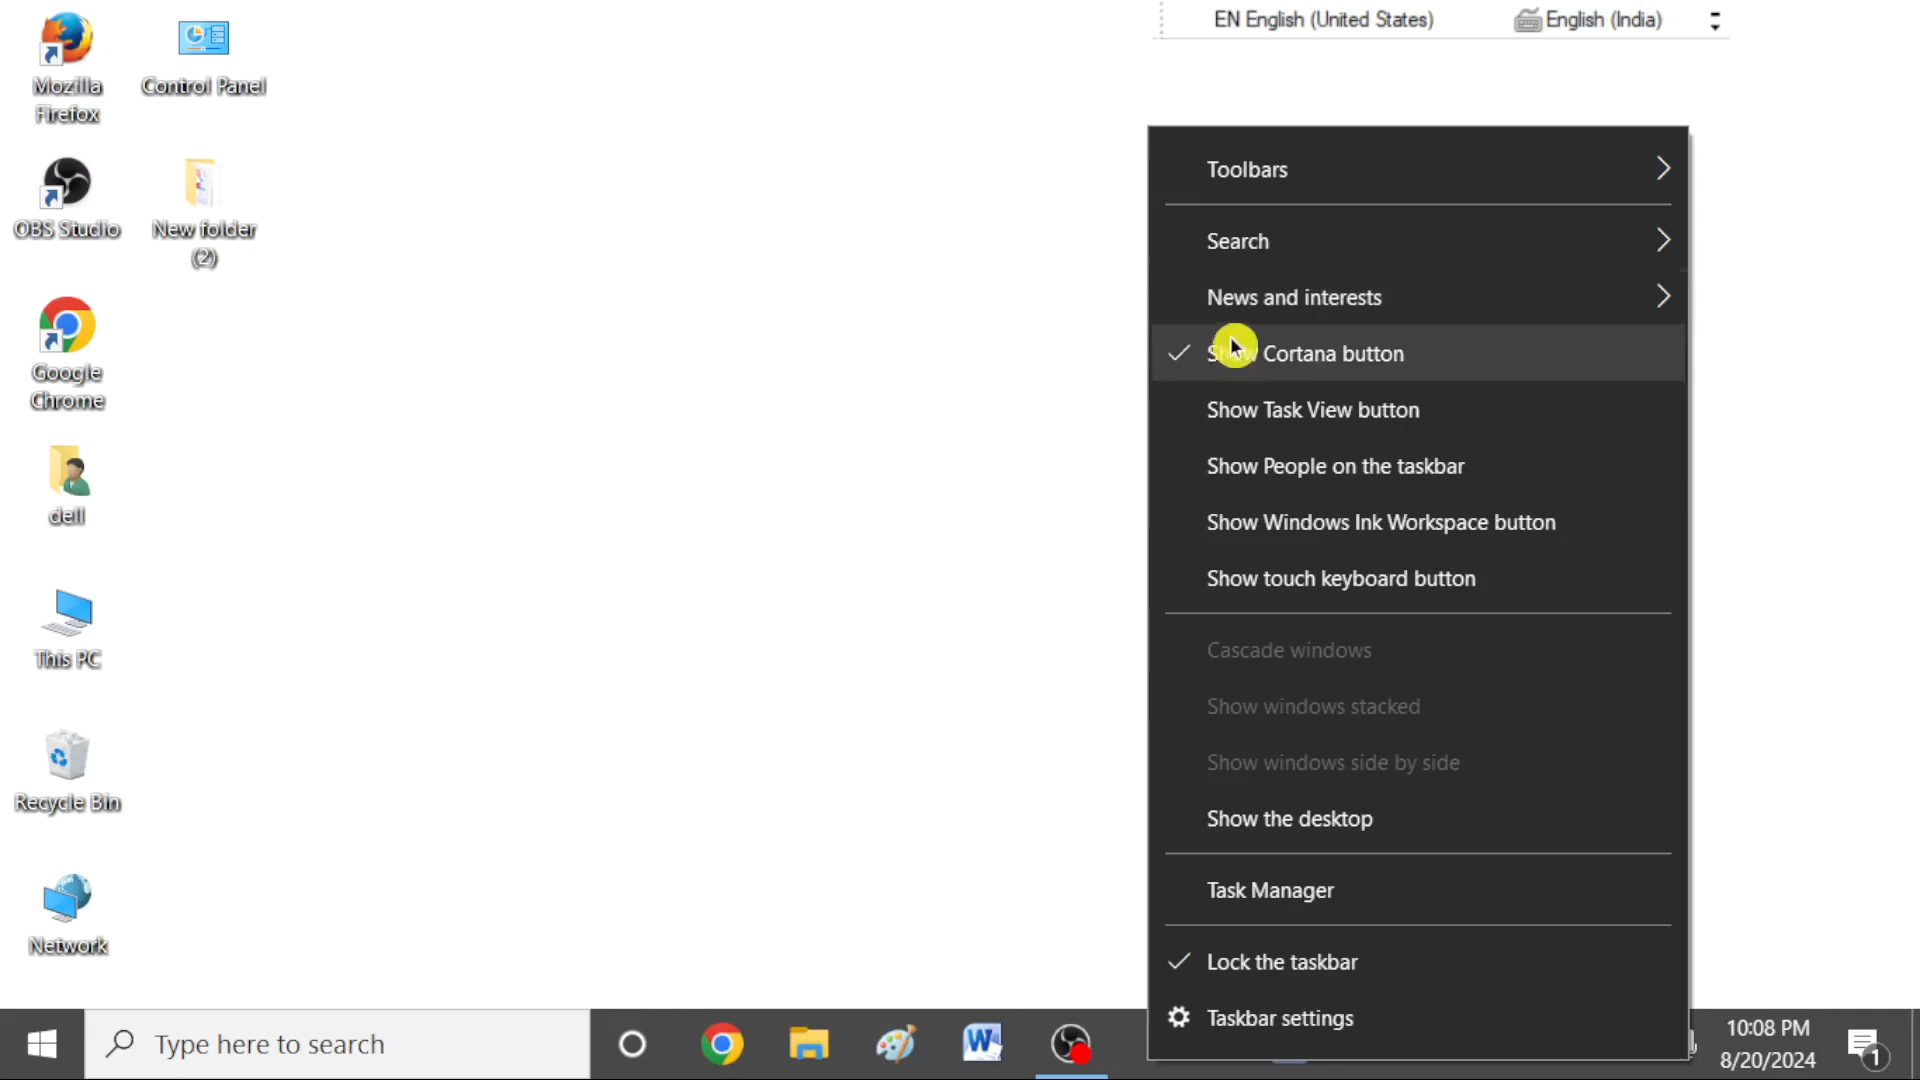 EN English (United States) English (India)
Mozilla
Firefox
Control Panel
OBS Studio
New folder
(2)
Google
Chrome
dell
This PC
Recycle Bin
Network
Toolbars
Search
News and interests
Show Cortana button
Show Task View button
Show People on the taskbar
Show Windows Ink Workspace button
Show touch keyboard button
Cascade windows
Show windows stacked
Show windows side by side
Show the desktop
Task Manager
Lock the taskbar
Taskbar settings
Type here to search
W
10:08 PM
8/20/2024
1